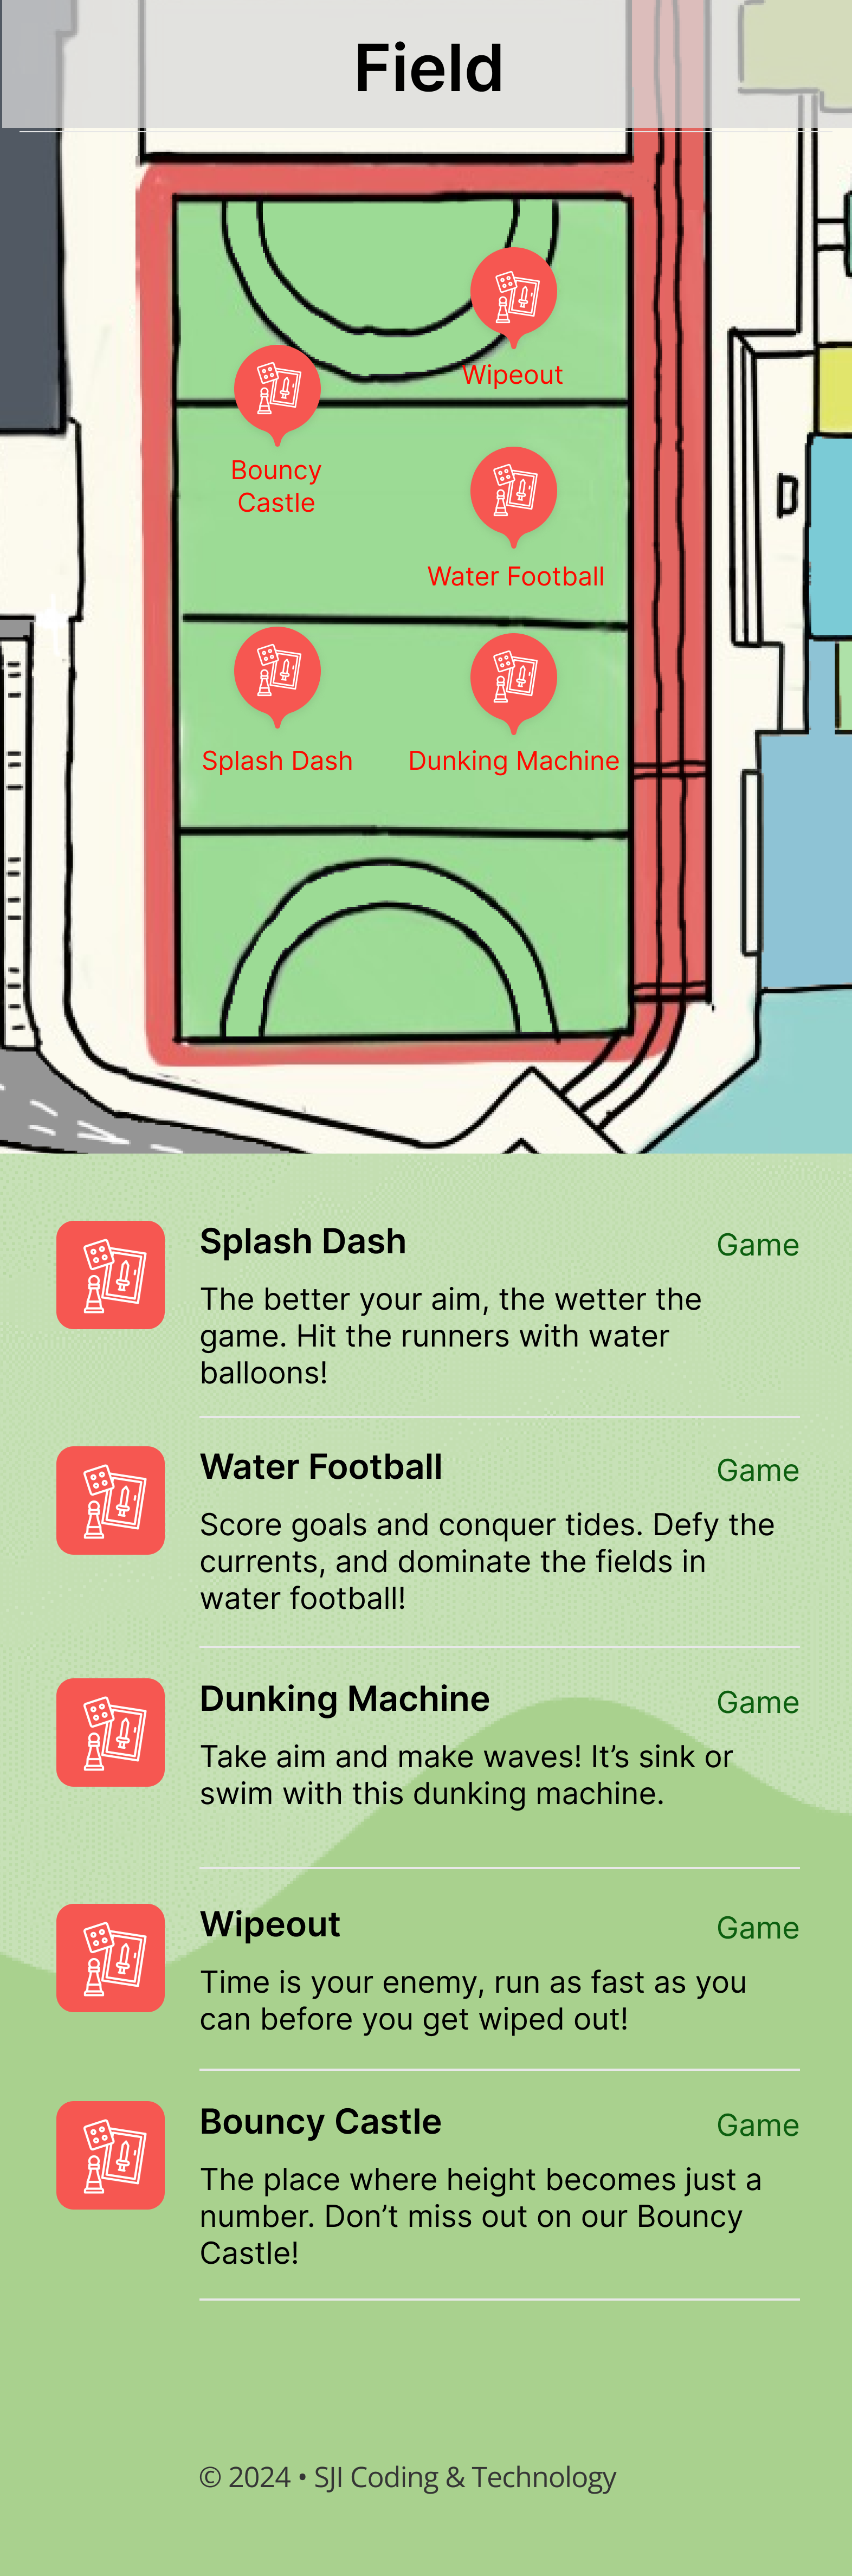 Field
Wipeout
Bouncy
Castle
Water Football
Splash Dash
Dunking Machine
Splash Dash
Game
The better your aim, the wetter the
game. Hit the runners with water
balloons!
Water Football
Game
Score goals and conquer tides. Defy the
currents, and dominate the fields in
water football!
Dunking Machine
Game
Take aim and make waves! It’s sink or
swim with this dunking machine.
Wipeout
Game
Time is your enemy, run as fast as you
can before you get wiped out!
Bouncy Castle
Game
The place where height becomes just a
number. Don’t miss out on our Bouncy
Castle!
© 2024 • SJI Coding & Technology